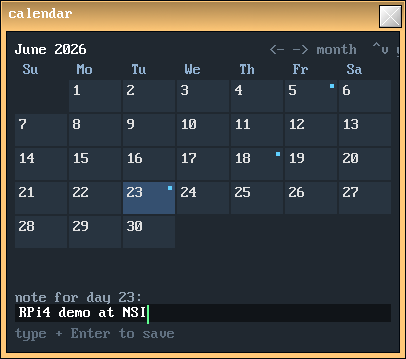 calendar
June 2026 <- -> month ^v
Su Mo Tu We Th Fr Sa
1 2 3 4 5 6
7 8 9 10 11 12 13
14 15 16 17 18 19 20
21 22 23 24 25 26 27
28 29 30
note for day 23:
RPi4 demo at NSI
type + Enter to save